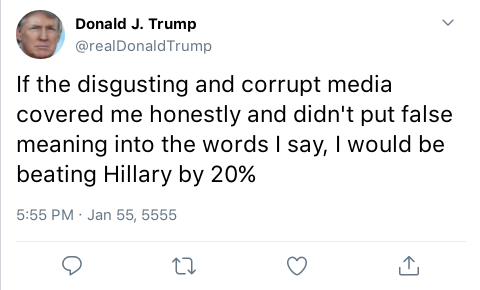 Donald J. Trump
@realDonaldTrump
If the disgusting and corrupt media
covered me honestly and didn't put false
meaning into the words I say, I would be
beating Hillary by 20%
5:55 PM · Jan 55, 5555